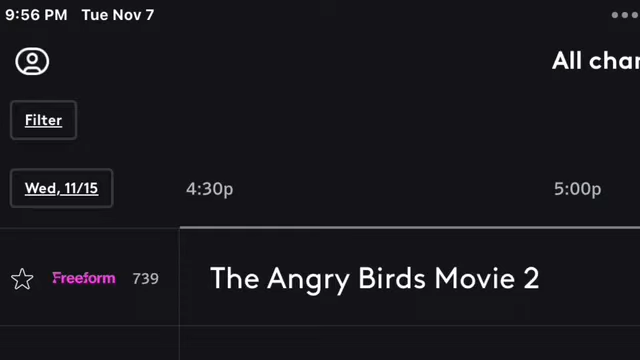 9:56 PM Tue Nov 7
All char
Filter
Wed, 11/15 4:30p 5:00p
Freeform 739 The Angry Birds Movie 2